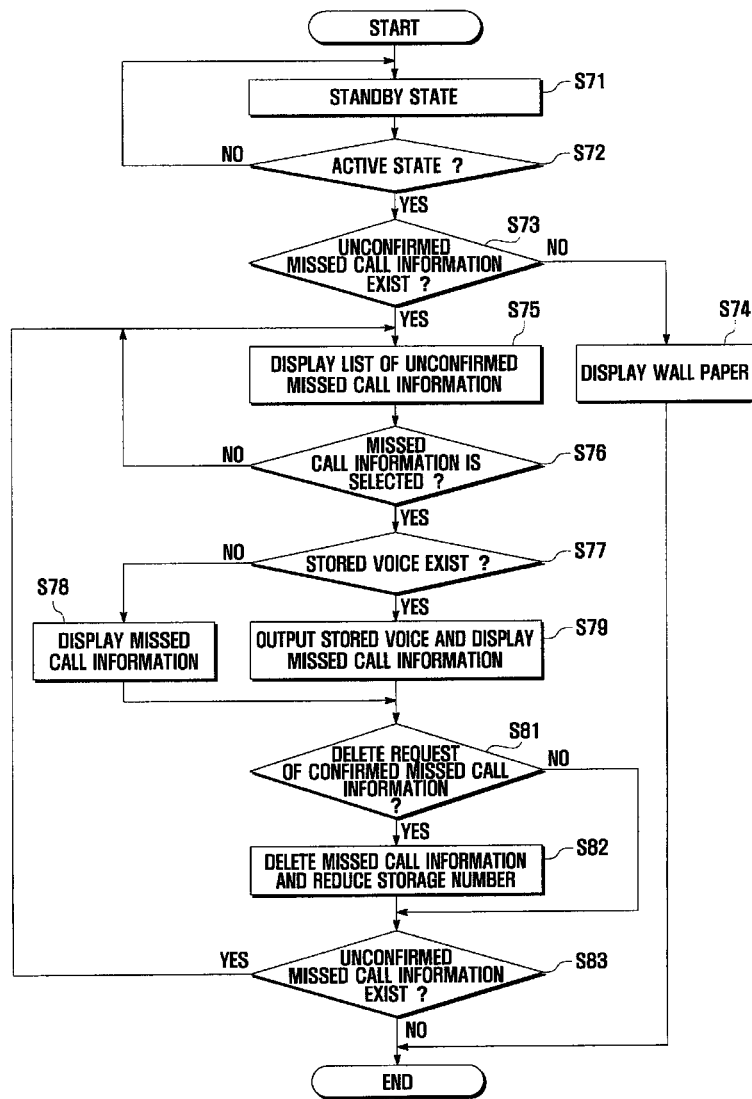 START
STANDBY STATE
S71
ACTIVE STATE ?
S72
NO
YES
UNCONFIRMED
MISSED CALL INFORMATION
EXIST ?
S73
NO
YES
S74
DISPLAY WALL PAPER
S75
DISPLAY LIST OF UNCONFIRMED
MISSED CALL INFORMATION
MISSED
CALL INFORMATION IS
SELECTED ?
S76
NO
YES
STORED VOICE EXIST ?
S77
NO
YES
S78
DISPLAY MISSED
CALL INFORMATION
OUTPUT STORED VOICE AND DISPLAY
MISSED CALL INFORMATION
S79
DELETE REQUEST
OF CONFIRMED MISSED CALL
INFORMATION
?
S81
NO
YES
DELETE MISSED CALL INFORMATION
AND REDUCE STORAGE NUMBER
S82
UNCONFIRMED
MISSED CALL INFORMATION
EXIST ?
S83
YES
NO
END